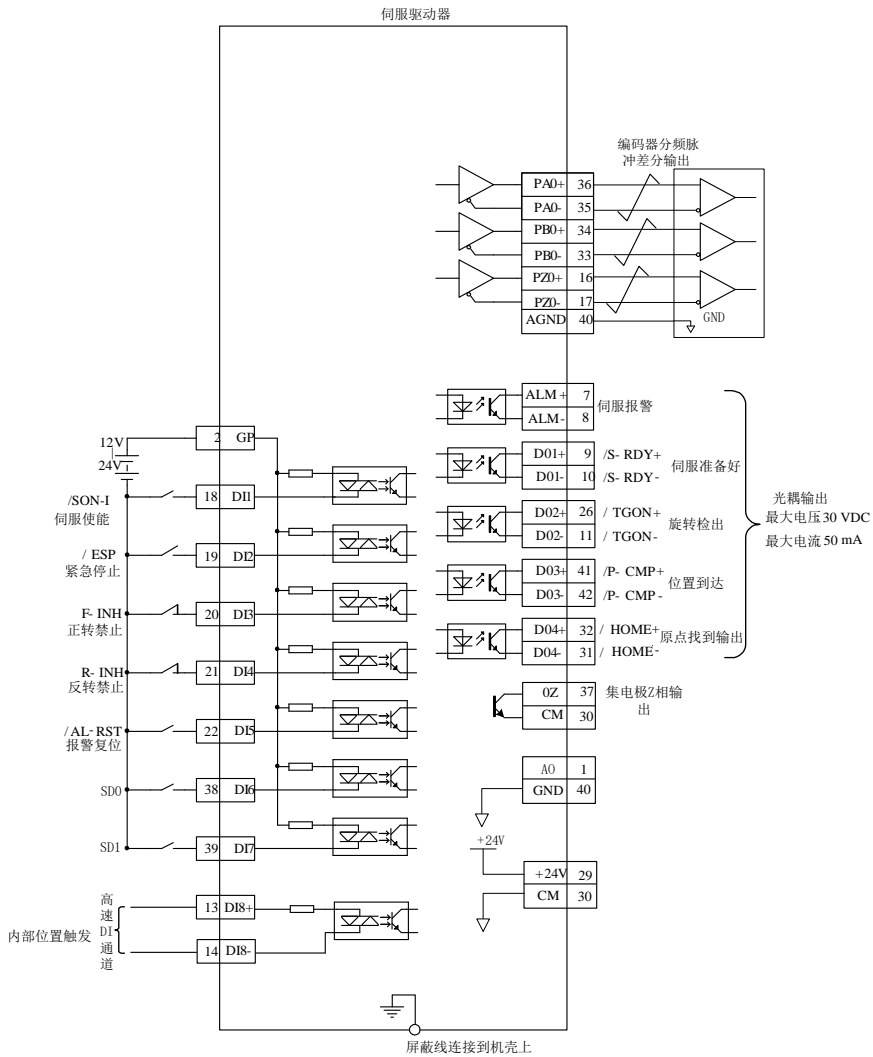 伺服驱动器
编码器分频脉
冲差分输出
PA0+ 36
PA0- 35
PB0+ 34
PB0- 33
PZ0+ 16
PZ0- 17
AGND 40
GND
ALM+ 7
ALM- 8
伺服报警
D01+ 9 /S-RDY+
D01- 10 /S-RDY-
伺服准备好
D02+ 26 /TGON+
D02- 11 /TGON-
旋转检出
D03+ 41 /P-CMP+
D03- 42 /P-CMP-
位置到达
D04+ 32 /HOME+
D04- 31 /HOME-
原点找到输出
光耦输出
最大电压30 VDC
最大电流50 mA
0Z 37
CM 30
集电极Z相输
出
AO 1
GND 40
+24V
+24V 29
CM 30
12V
24V
2 GP
/SON-I
伺服使能
18 DI1
/ESP
紧急停止
19 DI2
F-INH
正转禁止
20 DI3
R-INH
反转禁止
21 DI4
/AL-RST
报警复位
22 DI5
SD0
38 DI6
SD1
39 DI7
内部位置触发
高
速
DI
通
道
13 DI8+
14 DI8-
屏蔽线连接到机壳上